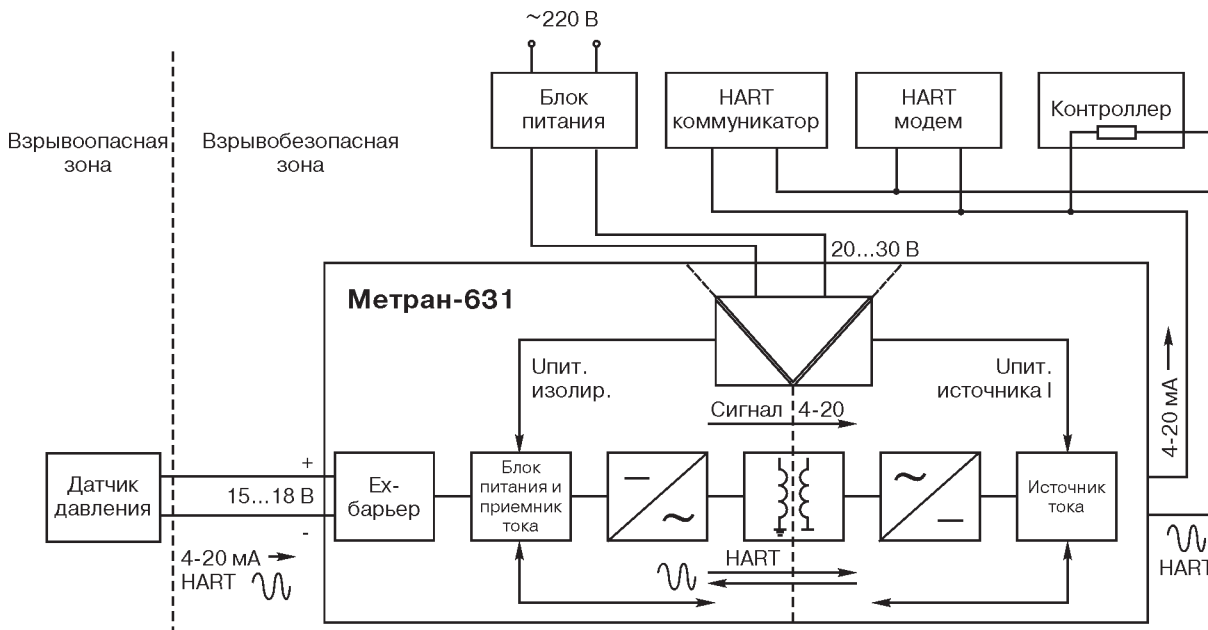 ~220 В
Блок
питания
HART
коммуникатор
HART
модем
Контроллер
Взрывоопасная
зона
Взрывобезопасная
зона
20...30 В
Метран-631
Uпит.
изолир.
Uпит.
источника I
Сигнал 4-20
4-20 мА
Датчик
давления
+
15...18 В
-
Ex-
барьер
Блок
питания и
приемник
тока
Источник
тока
4-20 мА
HART
HART
HART